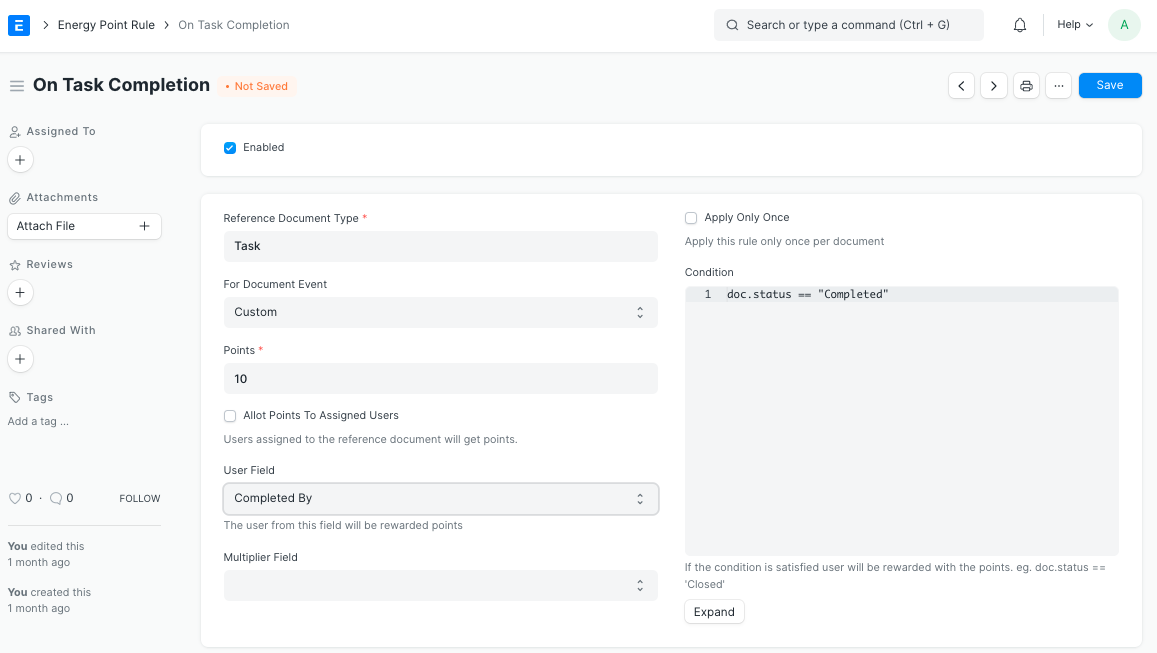 E > Energy Point Rule > On Task Completion
Search or type a command (Ctrl + G)
Help
A
On Task Completion
• Not Saved
···
Save
Assigned To
+
Attachments
Attach File +
Reviews
+
Shared With
+
Tags
Add a tag ...
0 · 0 FOLLOW
You edited this
1 month ago
You created this
1 month ago
Enabled
Reference Document Type *
Task
For Document Event
Custom
Points *
10
Allot Points To Assigned Users
Users assigned to the reference document will get points.
User Field
Completed By
The user from this field will be rewarded points
Multiplier Field
Apply Only Once
Apply this rule only once per document
Condition
1 doc.status == "Completed"
If the condition is satisfied user will be rewarded with the points. eg. doc.status ==
'Closed'
Expand